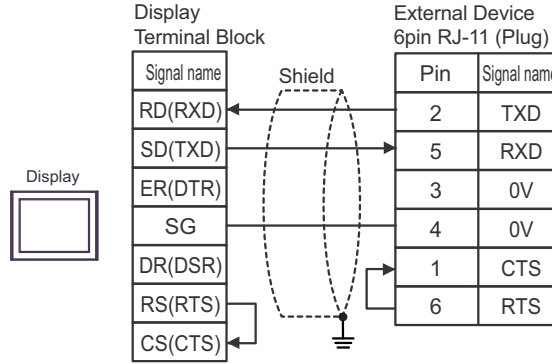 Display
Terminal Block
External Device
6pin RJ-11 (Plug)
Signal name
Shield
Pin
Signal name
RD(RXD)
2
TXD
SD(TXD)
5
RXD
ER(DTR)
3
0V
Display
SG
4
0V
DR(DSR)
1
CTS
RS(RTS)
6
RTS
CS(CTS)